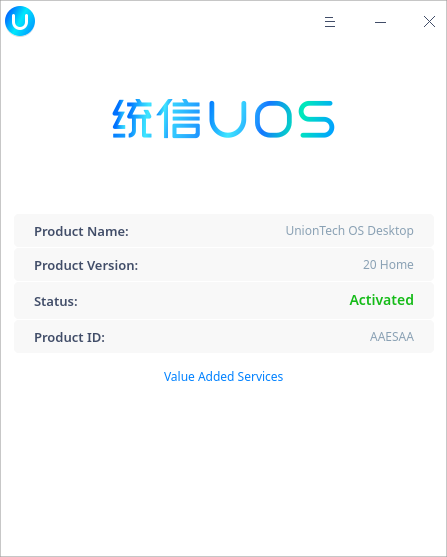 统信UOS
Product Name: UnionTech OS Desktop
Product Version: 20 Home
Status: Activated
Product ID: AAESAA
Value Added Services